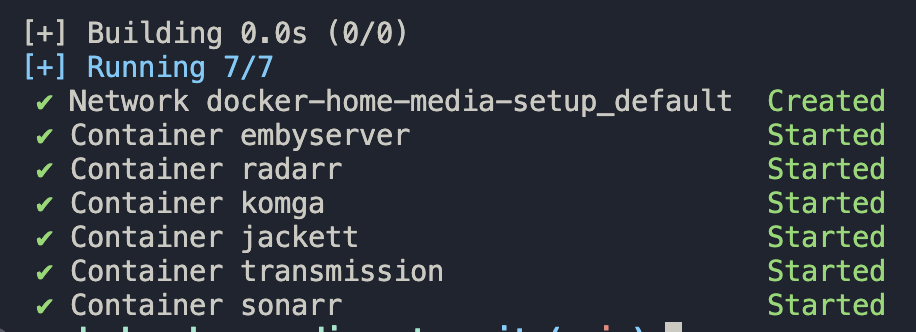 [+] Building 0.0s (0/0)
[+] Running 7/7
✔ Network docker-home-media-setup_default Created
✔ Container embyserver Started
✔ Container radarr Started
✔ Container komga Started
✔ Container jackett Started
✔ Container transmission Started
✔ Container sonarr Started